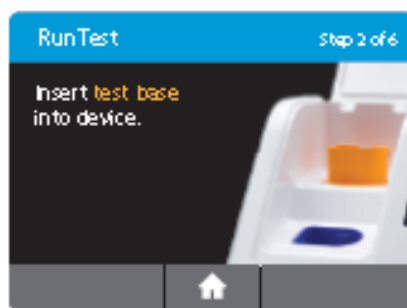 Run Test
Step 2 of 6
Insert test base
into device.